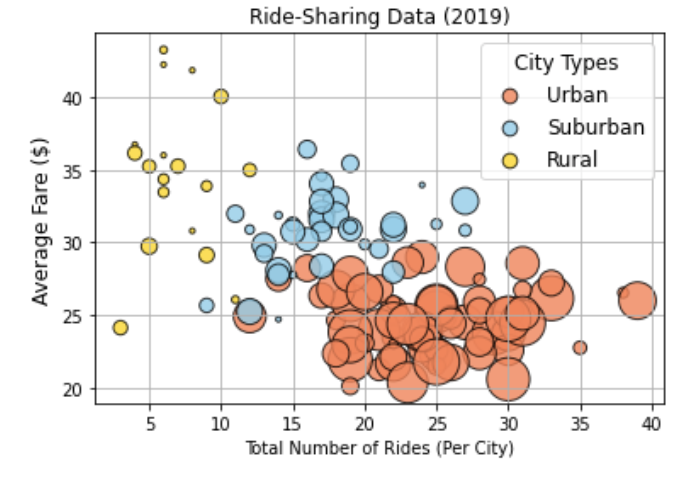 Ride-Sharing Data (2019)
City Types
Urban
Suburban
Rural
Average Fare ($)
40
35
30
25
20
5 10 15 20 25 30 35 40
Total Number of Rides (Per City)